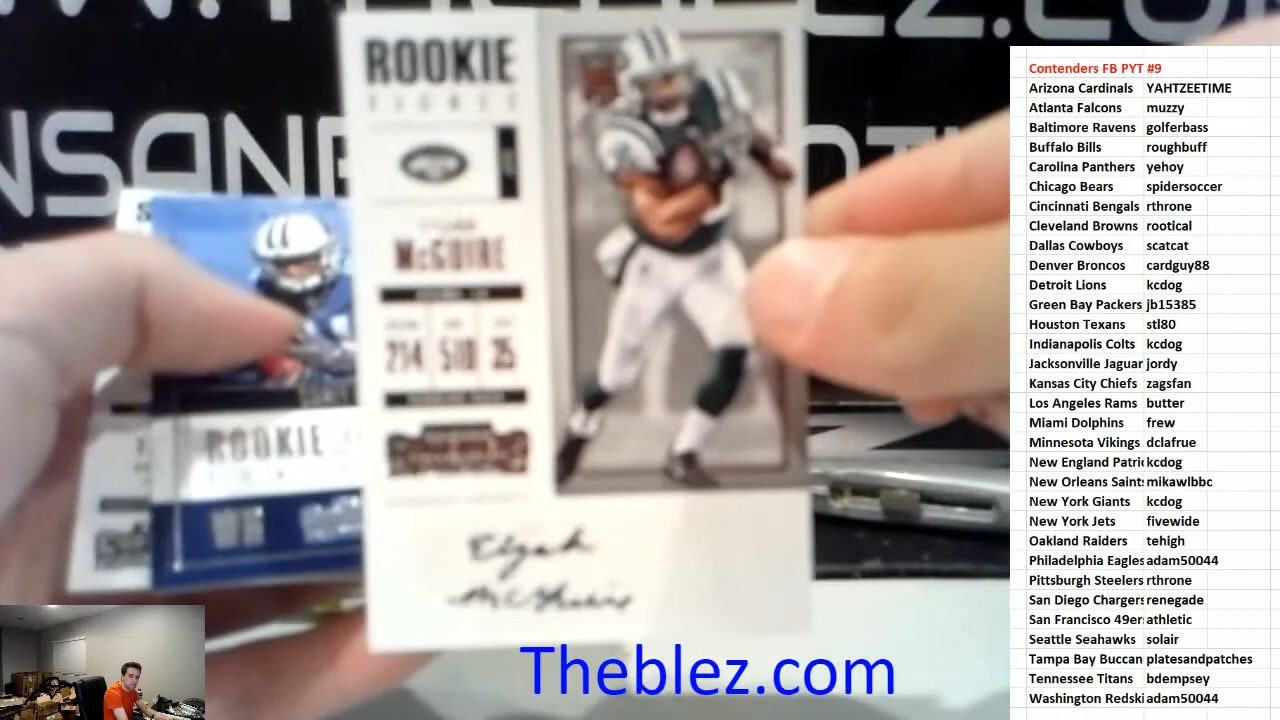 ROOKIE
TICKET
McGUIRE
214 510 25
Elijah
McGuire
ROOKIE
Theblez.com
Contenders FB PYT #9
Arizona Cardinals YAHTZEETIME
Atlanta Falcons muzzy
Baltimore Ravens golferbass
Buffalo Bills roughbuff
Carolina Panthers yehoy
Chicago Bears spidersoccer
Cincinnati Bengals rthrone
Cleveland Browns rootical
Dallas Cowboys scatcat
Denver Broncos cardguy88
Detroit Lions kcdog
Green Bay Packers jb15385
Houston Texans stl80
Indianapolis Colts kcdog
Jacksonville Jaguar jordy
Kansas City Chiefs zagsfan
Los Angeles Rams butter
Miami Dolphins frew
Minnesota Vikings dclafrue
New England Patri kcdog
New Orleans Saints mikawlbbc
New York Giants kcdog
New York Jets fivewide
Oakland Raiders tehigh
Philadelphia Eagles adam50044
Pittsburgh Steelers rthrone
San Diego Chargers renegade
San Francisco 49er athletic
Seattle Seahawks solair
Tampa Bay Buccan platesandpatches
Tennessee Titans bdempsey
Washington Redski adam50044